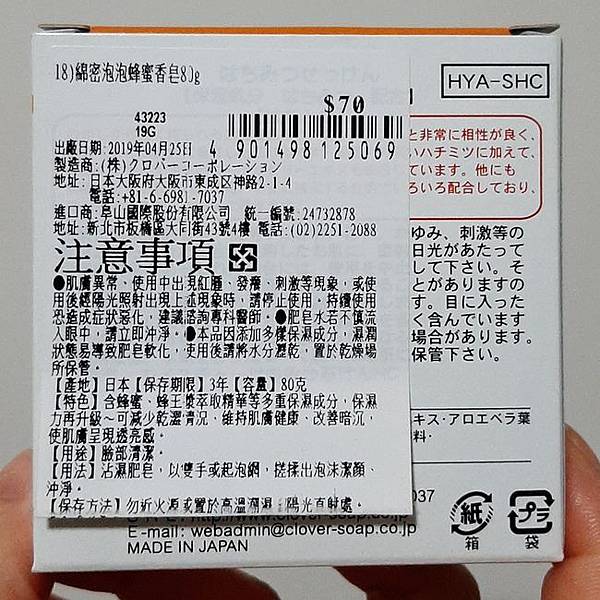 18)綿密泡泡蜂蜜香皂80g
HYA-SHC
$70
43223
19G
4 901498 125069
出廠日期:2019年04月25日
製造商:(株)クロバーコーポレーション
地址:日本大阪府大阪市東成区神路2-1-4
電話:+81-6-6981-7037
進口商:阜山國際股份有限公司 統一編號:24732878
地址:新北市板橋區大同街43號4樓 電話:(02)2251-2088
注意事項
●肌膚異常、使用中出現紅腫、發癢、刺激等現象，或使
用後經陽光照射出現上述現象時，請停止使用。持續使用
恐造成症狀惡化，建議諮詢專科醫師。●肥皂水若不慎流
入眼中，請立即沖淨。●本品因添加多樣保濕成分，濕潤
狀態易導致肥皂軟化，使用後請將水分瀝乾，置於乾燥場
所保管。
【產地】日本【保存期限】3年【容量】80克
【特色】含蜂蜜、蜂王漿萃取精華等多重保濕成分，保濕
力再升級~可減少乾澀情況、維持肌膚健康、改善暗沉，
使肌膚呈現透亮感。
【用途】臉部清潔。
【用法】沾濕肥皂，以雙手或起泡網，搓揉出泡沫潔顏、
沖淨。
【保存方法】勿近火源或置於高溫潮濕、陽光直射處。
と非常に相性が良く、
いハチミツに加えて、
ています。他にも
ろいろ配合しており、
ゆみ、刺激等の
日光があたって
して下さい。そ
とがありますの
す。目に入った
く含んでいます
場合があります。
保管下さい。
キス・アロエベラ葉
料・
037
http://www.clover-soap.co.jp
E-mail: webadmin@clover-soap.co.jp
MADE IN JAPAN
紙
箱
プラ
袋